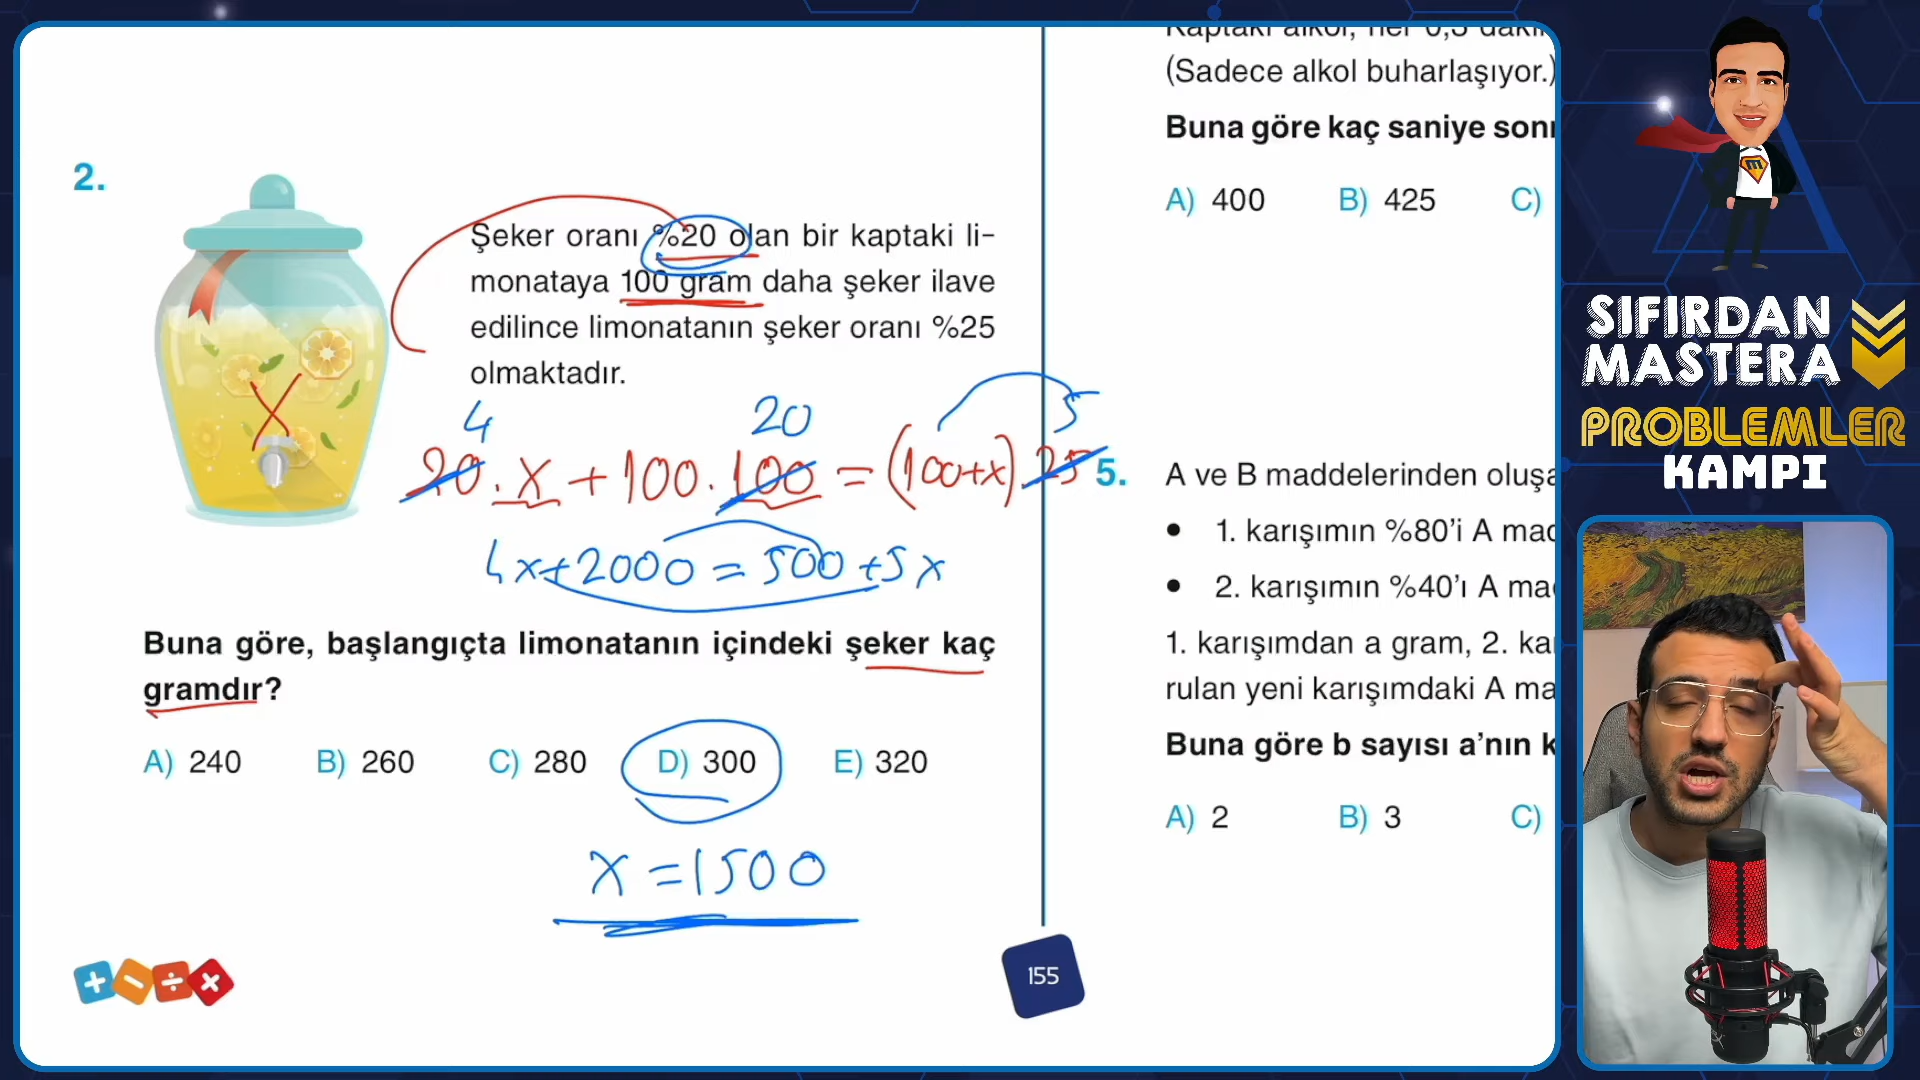 2.
Şeker oranı %20 olan bir kaptaki li-
monataya 100 gram daha şeker ilave
edilince limonatanın şeker oranı %25
olmaktadır.
4 20 5
20.x+100.100=(100+x).25
4x+2000=500+5x
x
Buna göre, başlangıçta limonatanın içindeki şeker kaç
gramdır?
A) 240 B) 260 C) 280 D) 300 E) 320
x=1500
155
(Sadece alkol buharlaşıyor.)
Buna göre kaç saniye son
A) 400 B) 425 C)
5.
A ve B maddelerinden oluşa
• 1. karışımın %80'i A mad
• 2. karışımın %40'ı A ma
1. karışımdan a gram, 2. ka
rulan yeni karışımdaki A ma
Buna göre b sayısı a'nın k
A) 2 B) 3 C)
m
SIFIRDAN
MASTERA
PROBLEMLER
KAMPI